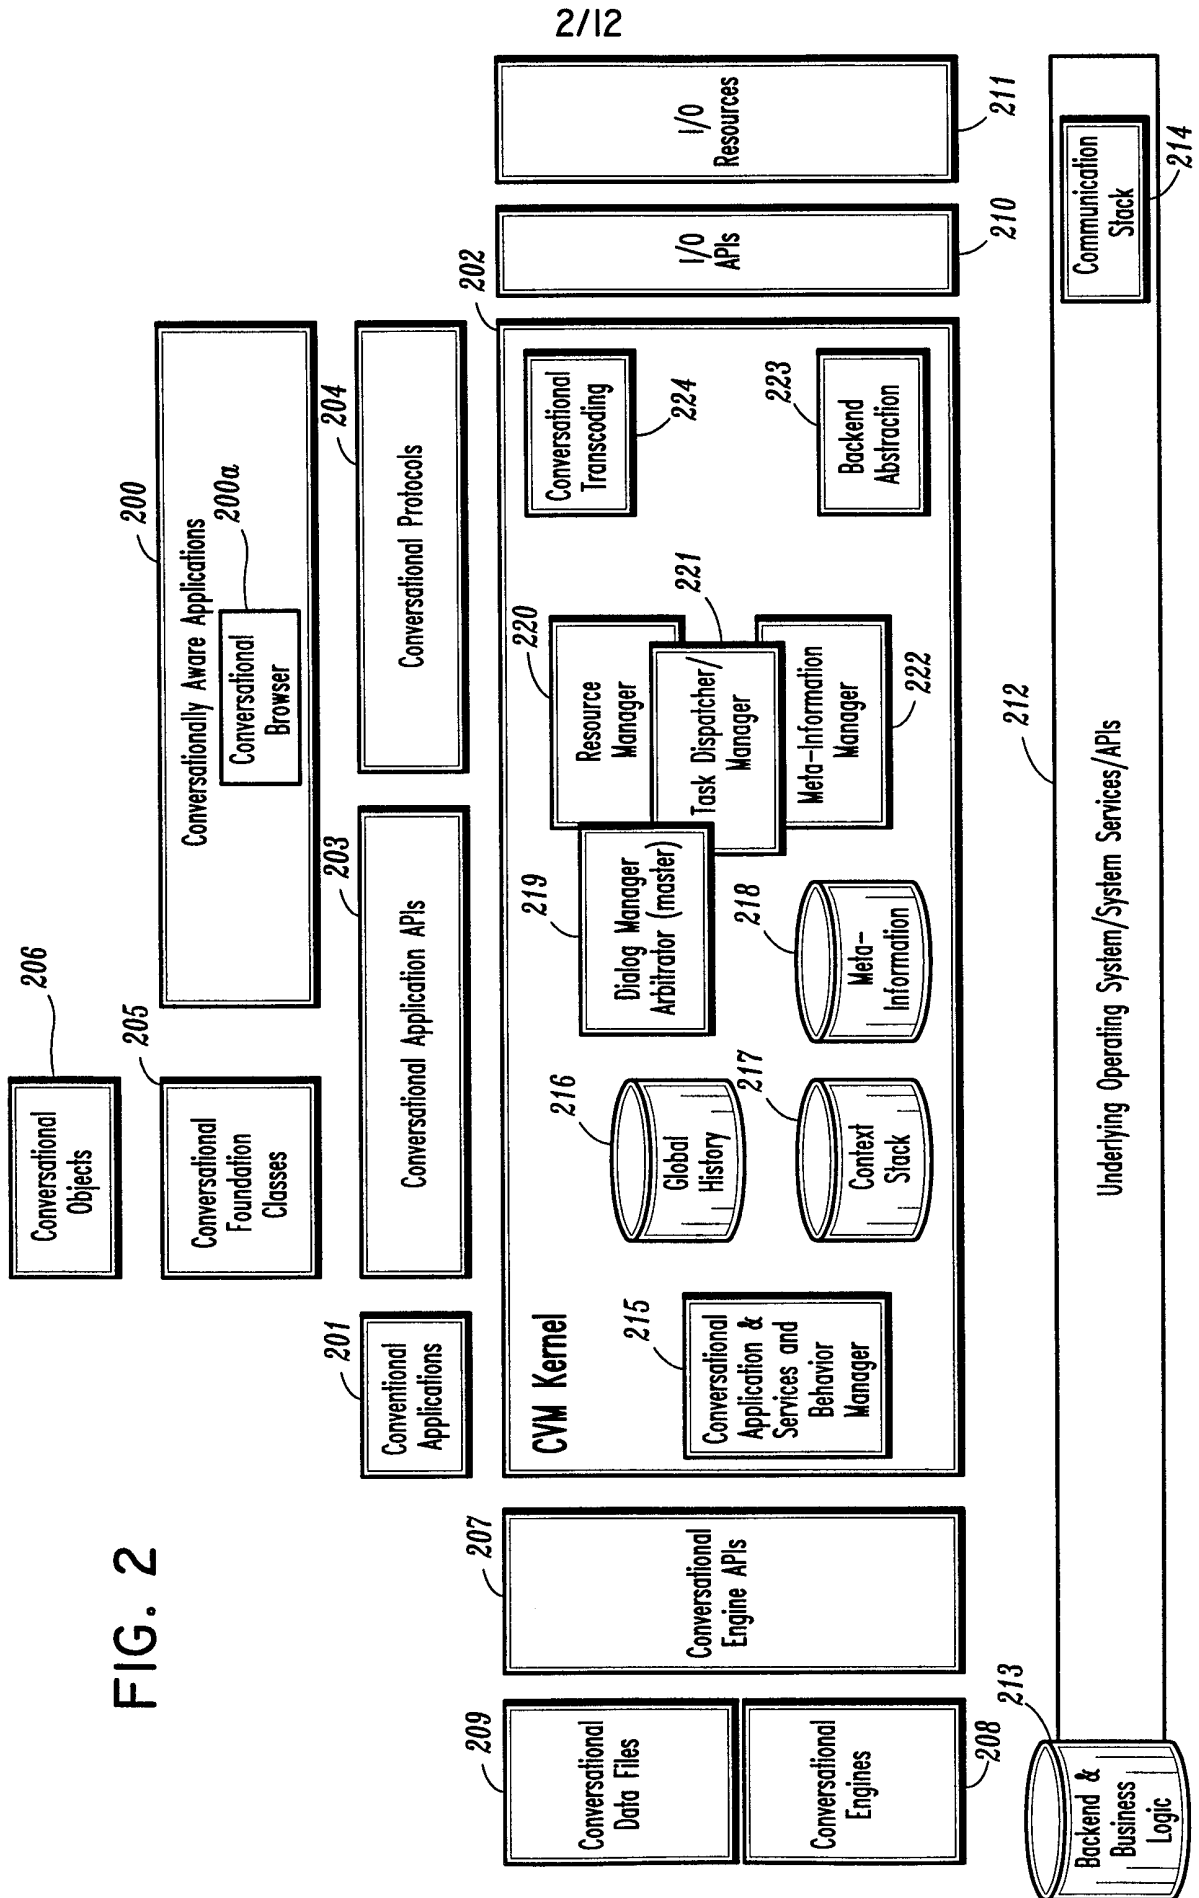 2/12
FIG. 2
Conversational
Objects
206
Conversational
Foundation
Classes
205
Conversationally Aware Applications
200
Conversational
Browser
200a
Conventional
Applications
201
Conversational Application APIs
203
Conversational Protocols
204
Conversational
Data Files
209
Conversational
Engines
208
Conversational
Engine APIs
207
CVM Kernel
202
Conversational
Application &
Services and
Behavior
Manager
215
Global
History
216
Context
Stack
217
Meta-
Information
218
Dialog Manager
Arbitrator (master)
219
Resource
Manager
220
Task Dispatcher/
Manager
221
Meta-Information
Manager
222
Conversational
Transcoding
224
Backend
Abstraction
223
I/O
APIs
210
I/O
Resources
211
Backend &
Business
Logic
213
Underlying Operating System/System Services/APIs
212
Communication
Stack
214